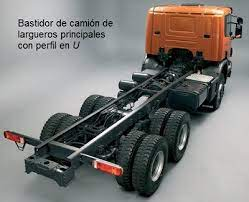 Bastidor de camión de
largueros principales
con perfil en U